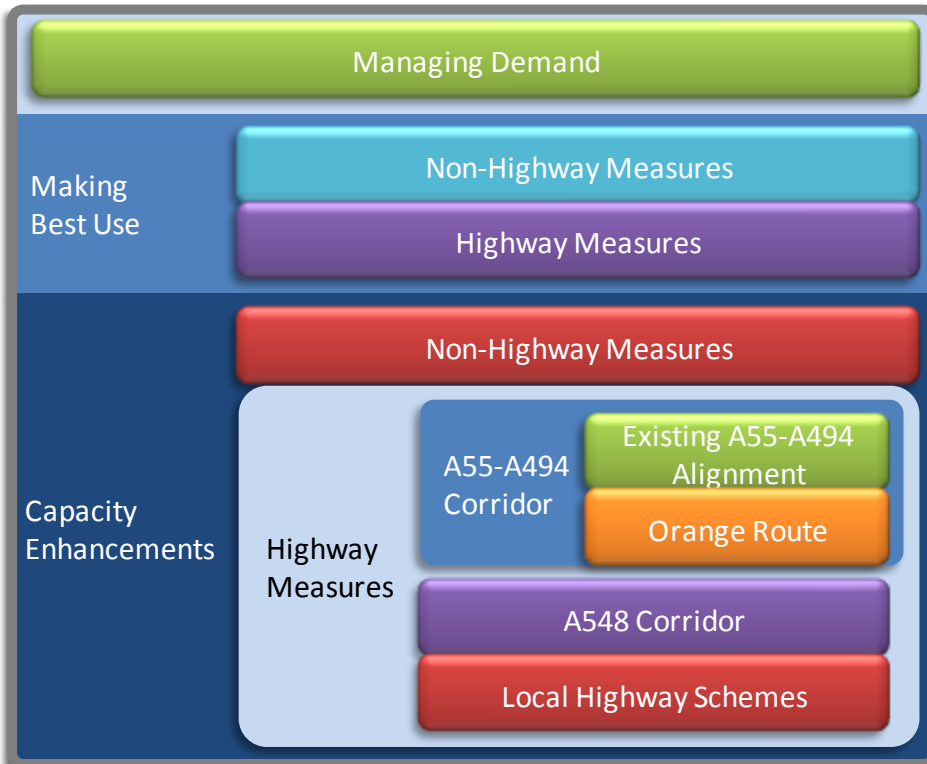 Managing Demand
Making
Best Use
Non-Highway Measures
Highway Measures
Capacity
Enhancements
Non-Highway Measures
Highway
Measures
A55-A494
Corridor
Existing A55-A494
Alignment
Orange Route
A548 Corridor
Local Highway Schemes